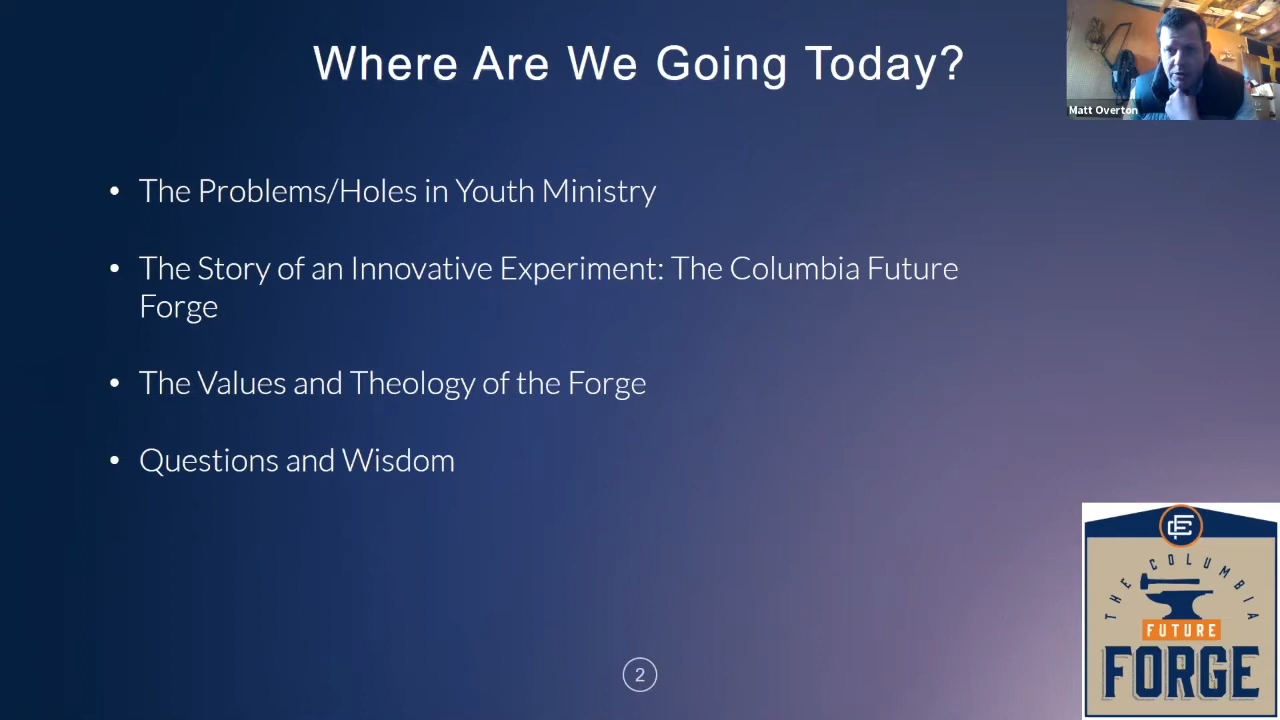 Where Are We Going Today?
Matt Overton
• The Problems/Holes in Youth Ministry
• The Story of an Innovative Experiment: The Columbia Future
Forge
• The Values and Theology of the Forge
• Questions and Wisdom
2
THE COLUMBIA
FUTURE
FORGE